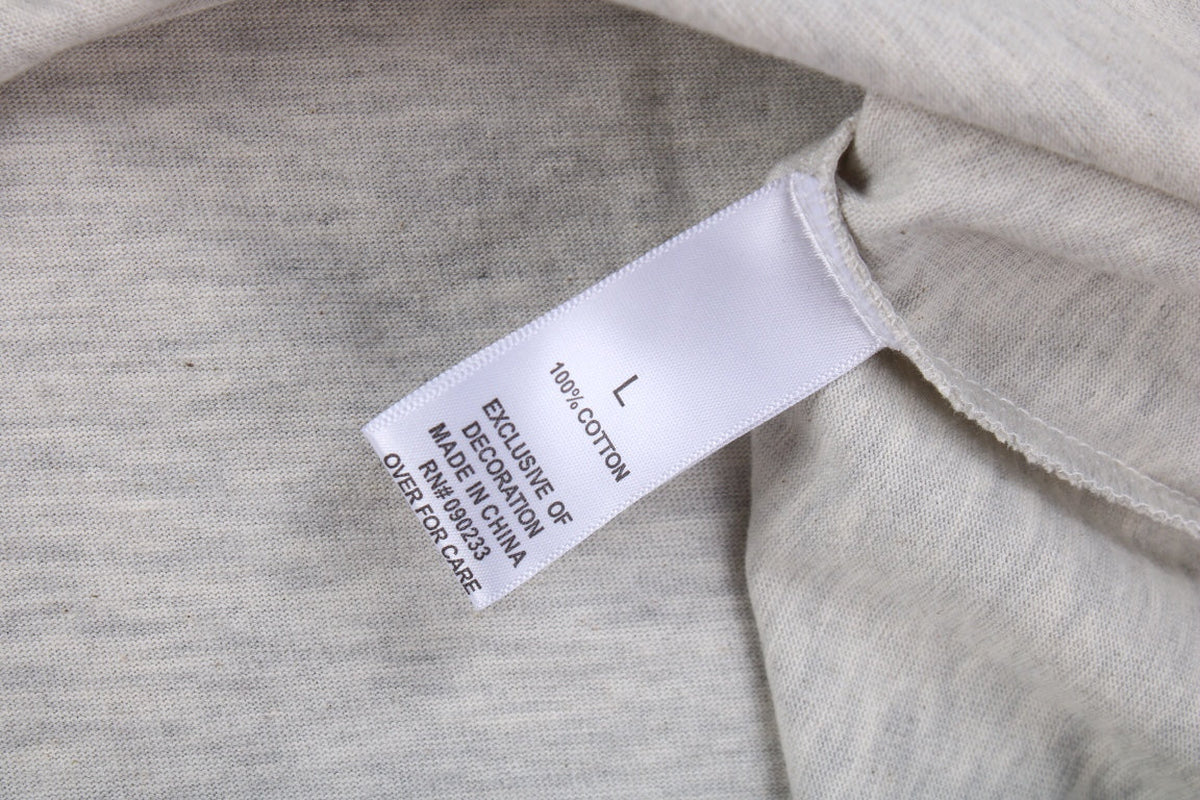 L
100% COTTON
EXCLUSIVE OF
DECORATION
MADE IN CHINA
RN# 090233
OVER FOR CARE